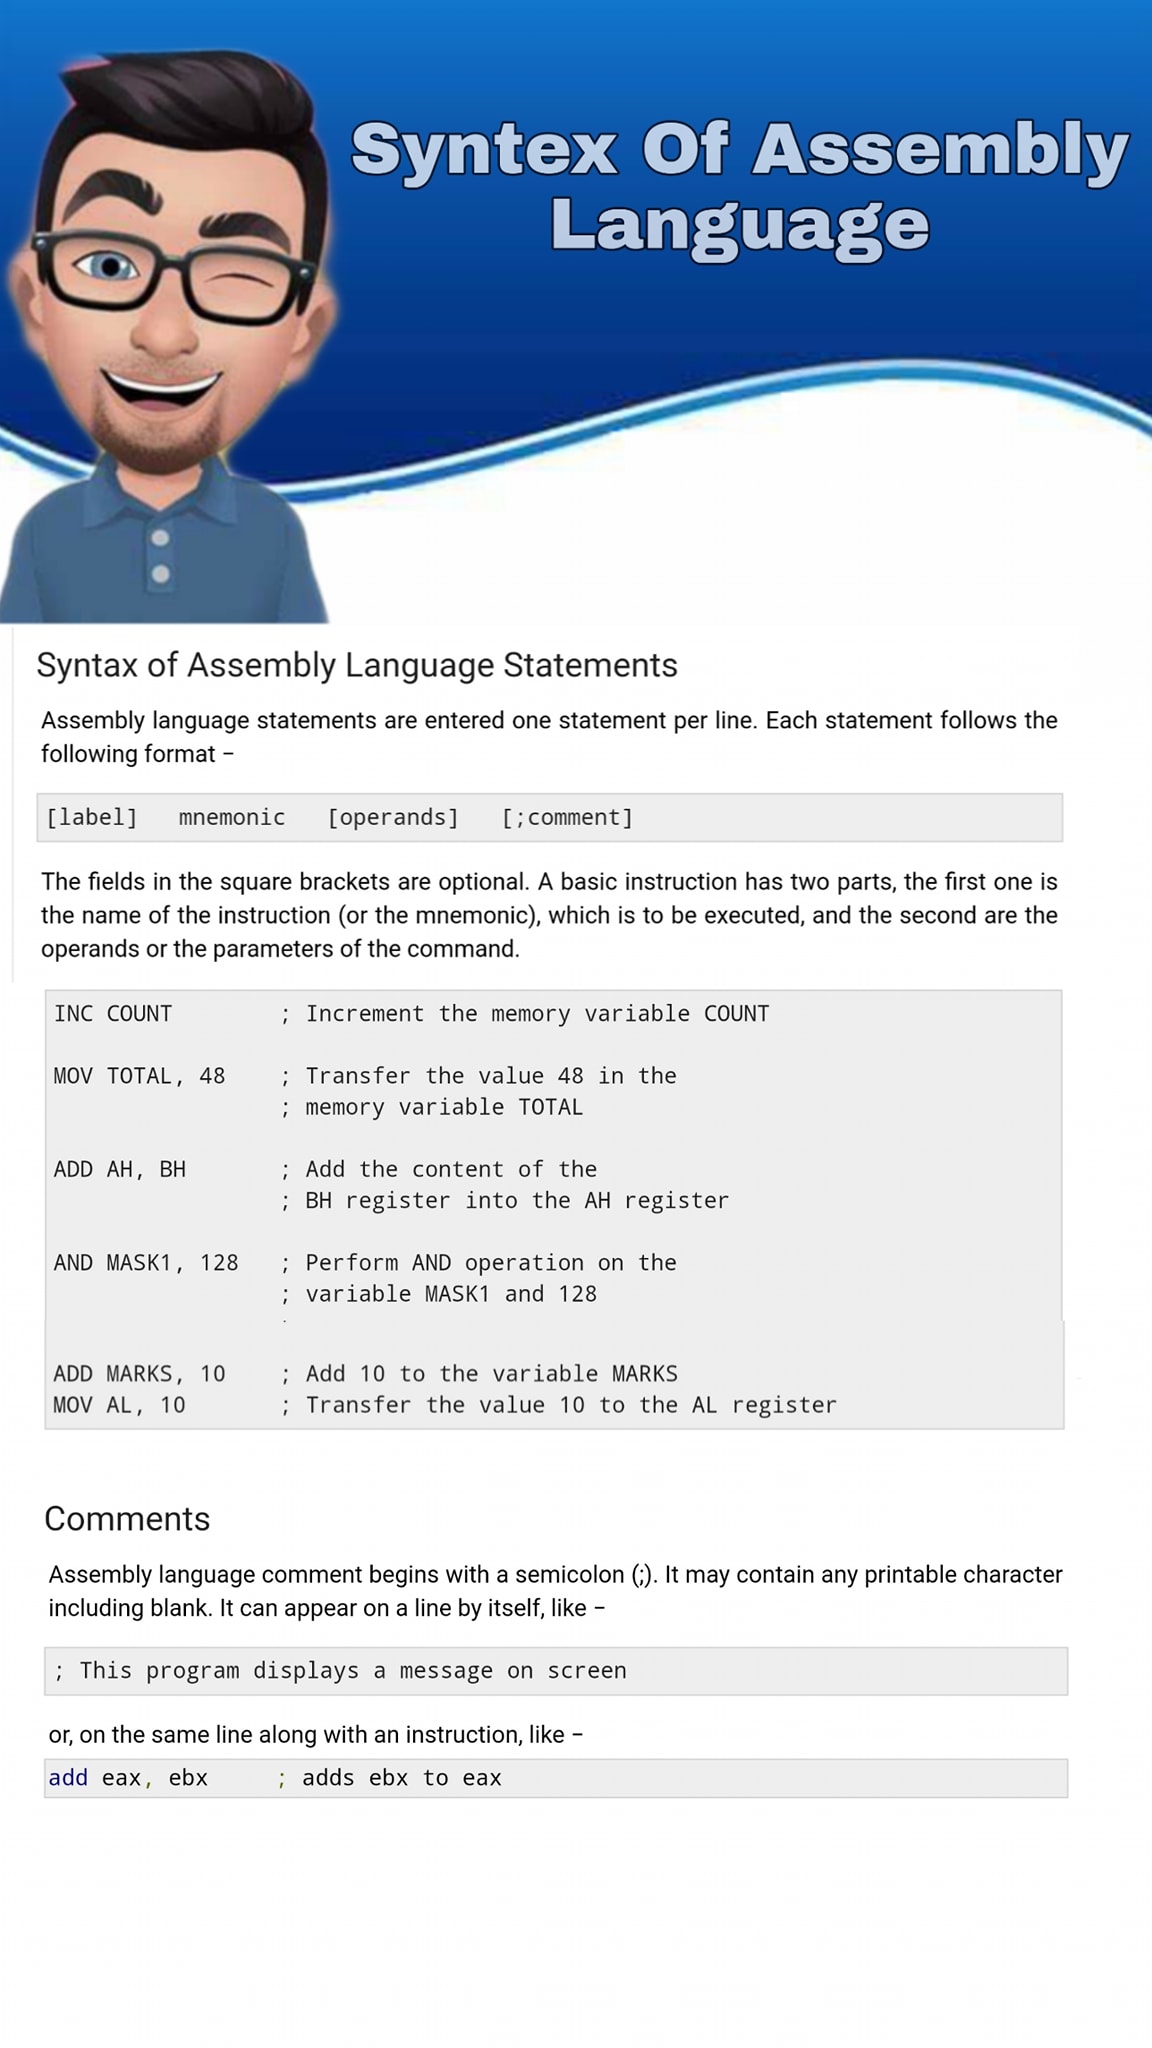 Syntex Of Assembly
Language
Syntax of Assembly Language Statements
Assembly language statements are entered one statement per line. Each statement follows the
following format −
[label]   mnemonic   [operands]   [;comment]
The fields in the square brackets are optional. A basic instruction has two parts, the first one is
the name of the instruction (or the mnemonic), which is to be executed, and the second are the
operands or the parameters of the command.
INC COUNT        ; Increment the memory variable COUNT
MOV TOTAL, 48    ; Transfer the value 48 in the
                 ; memory variable TOTAL
ADD AH, BH       ; Add the content of the
                 ; BH register into the AH register
AND MASK1, 128   ; Perform AND operation on the
                 ; variable MASK1 and 128
ADD MARKS, 10    ; Add 10 to the variable MARKS
MOV AL, 10       ; Transfer the value 10 to the AL register
Comments
Assembly language comment begins with a semicolon (;). It may contain any printable character
including blank. It can appear on a line by itself, like −
; This program displays a message on screen
or, on the same line along with an instruction, like −
add eax, ebx     ; adds ebx to eax